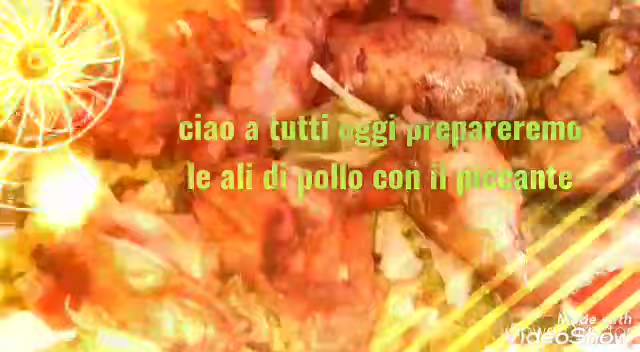 ciao a tutti oggi prepareremo
le ali di pollo con il piccante
Made with
VideoShow